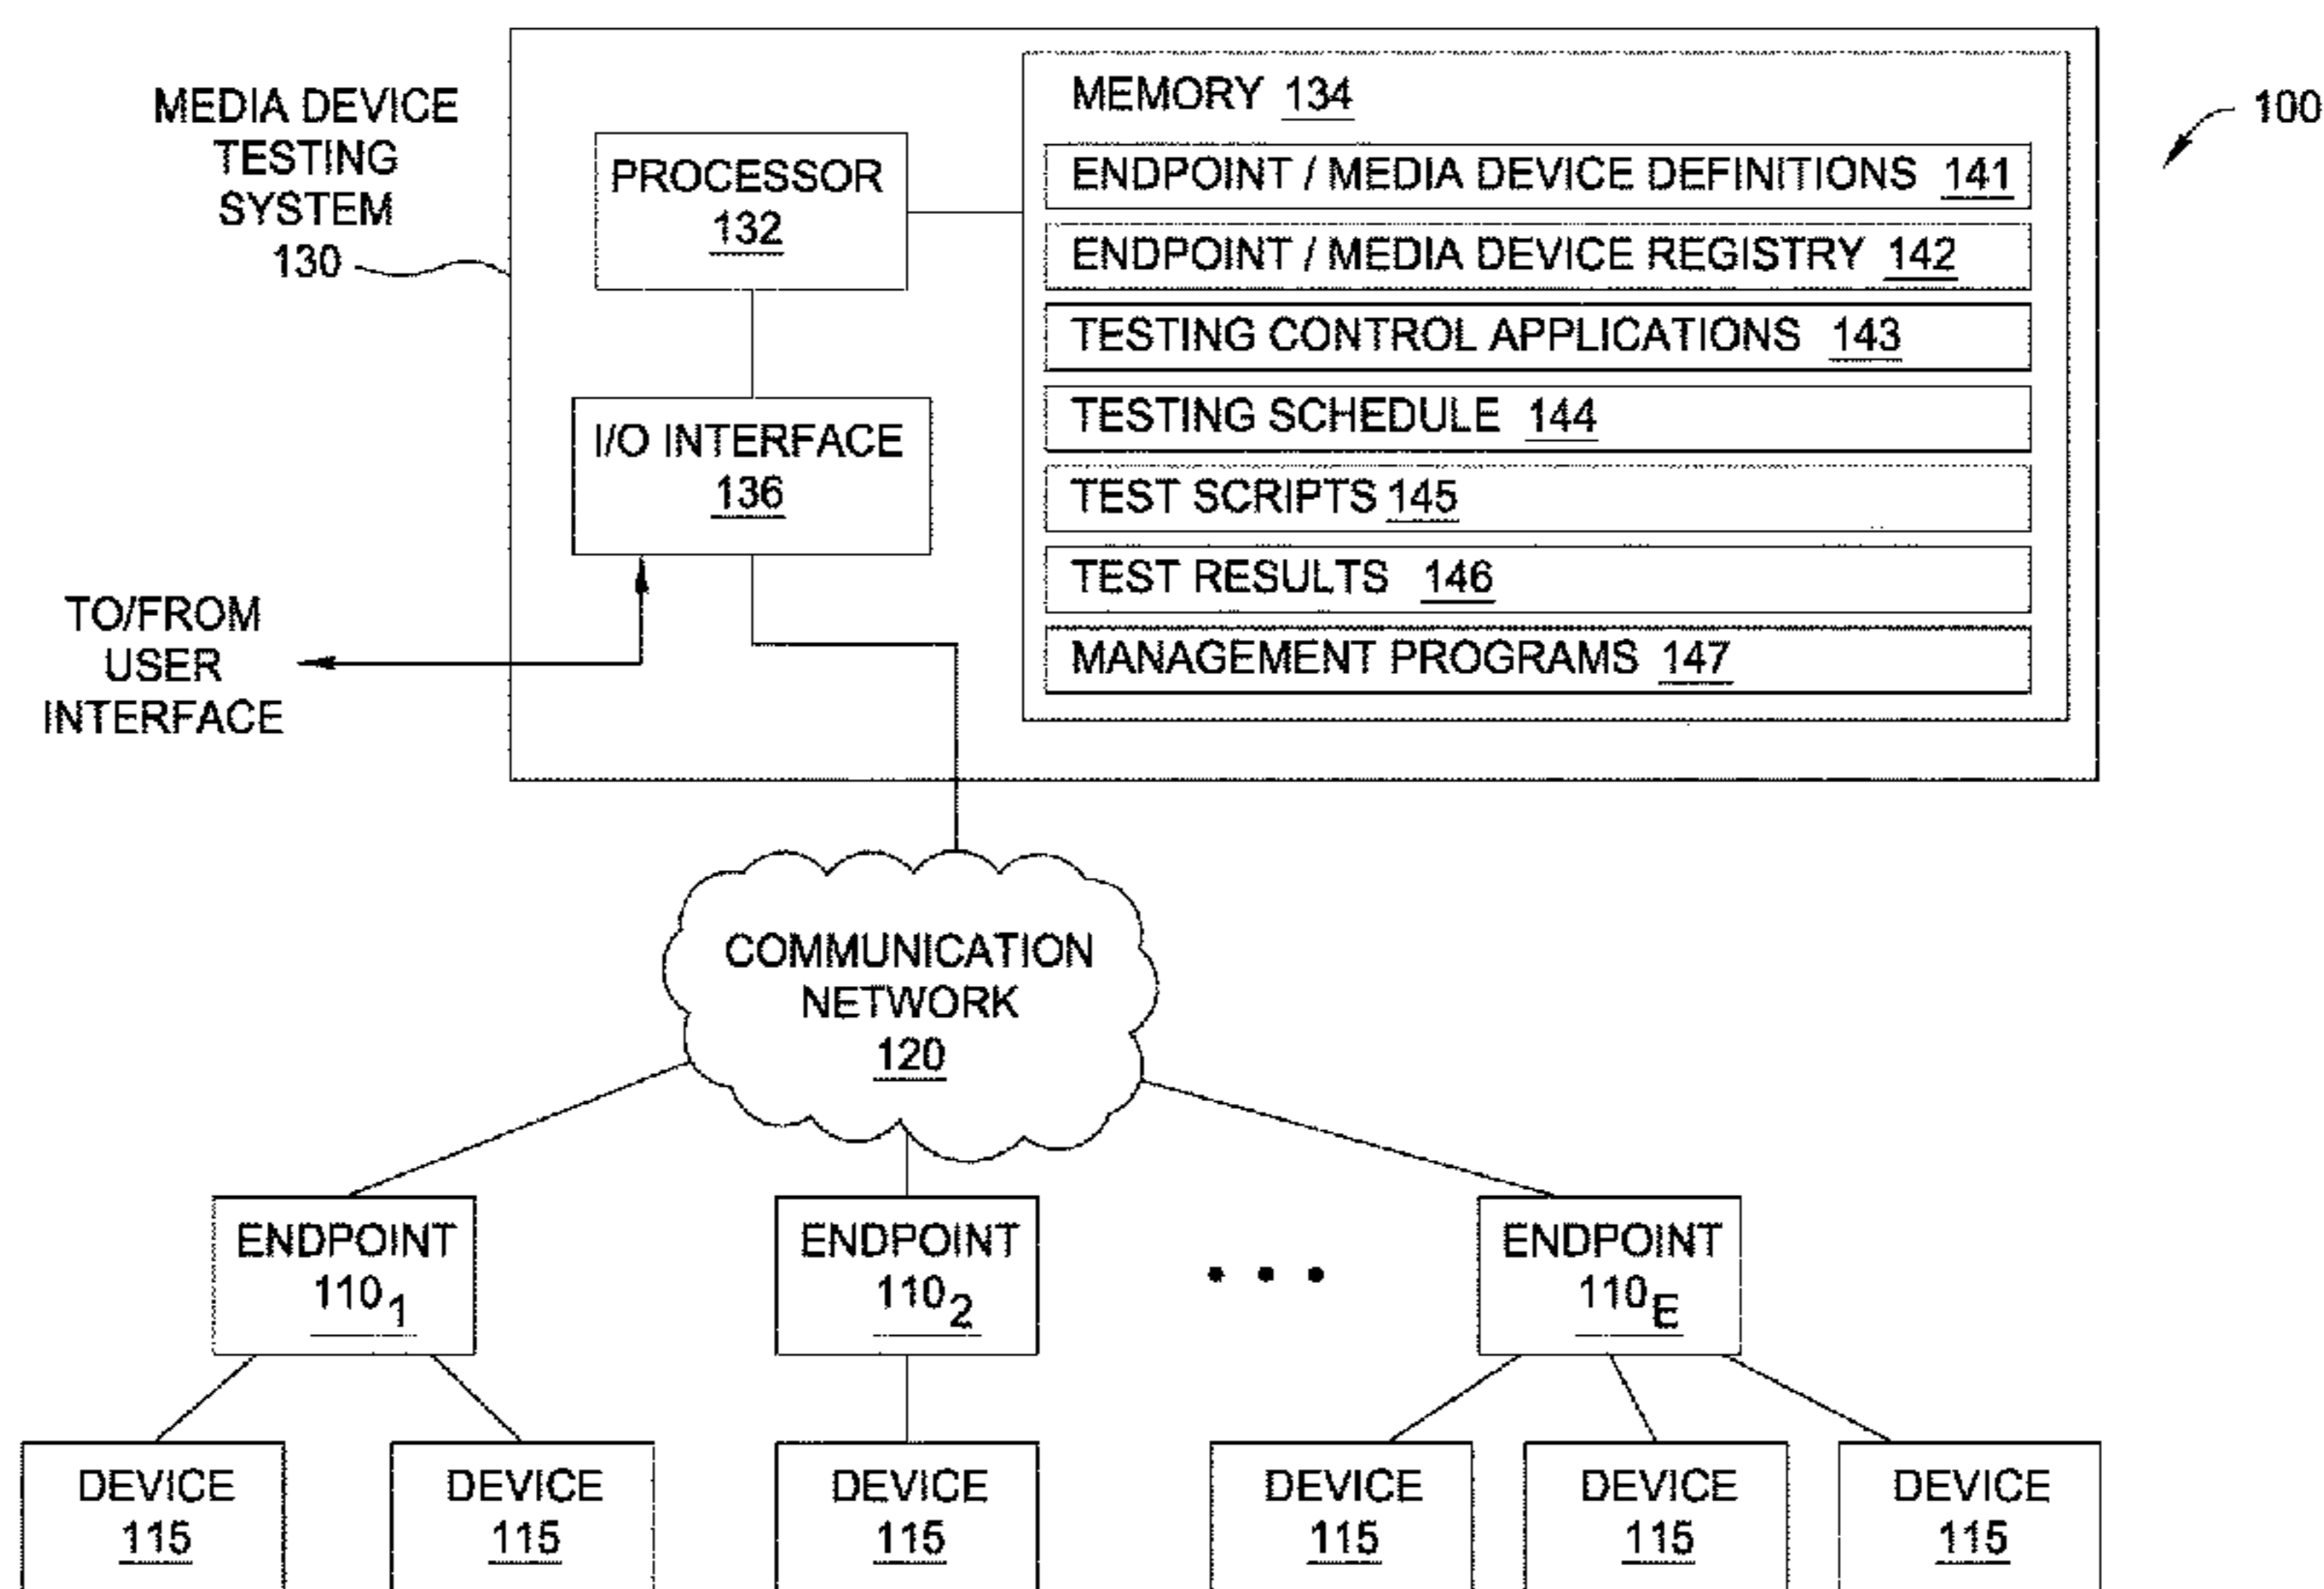 MEDIA DEVICE
TESTING
SYSTEM
130
PROCESSOR
132
I/O INTERFACE
136
TO/FROM
USER
INTERFACE
MEMORY 134
ENDPOINT / MEDIA DEVICE DEFINITIONS 141
ENDPOINT / MEDIA DEVICE REGISTRY 142
TESTING CONTROL APPLICATIONS 143
TESTING SCHEDULE 144
TEST SCRIPTS 145
TEST RESULTS 146
MANAGEMENT PROGRAMS 147
100
COMMUNICATION
NETWORK
120
ENDPOINT
110₁
ENDPOINT
110₂
• • •
ENDPOINT
110E
DEVICE
115
DEVICE
115
DEVICE
115
DEVICE
115
DEVICE
115
DEVICE
115